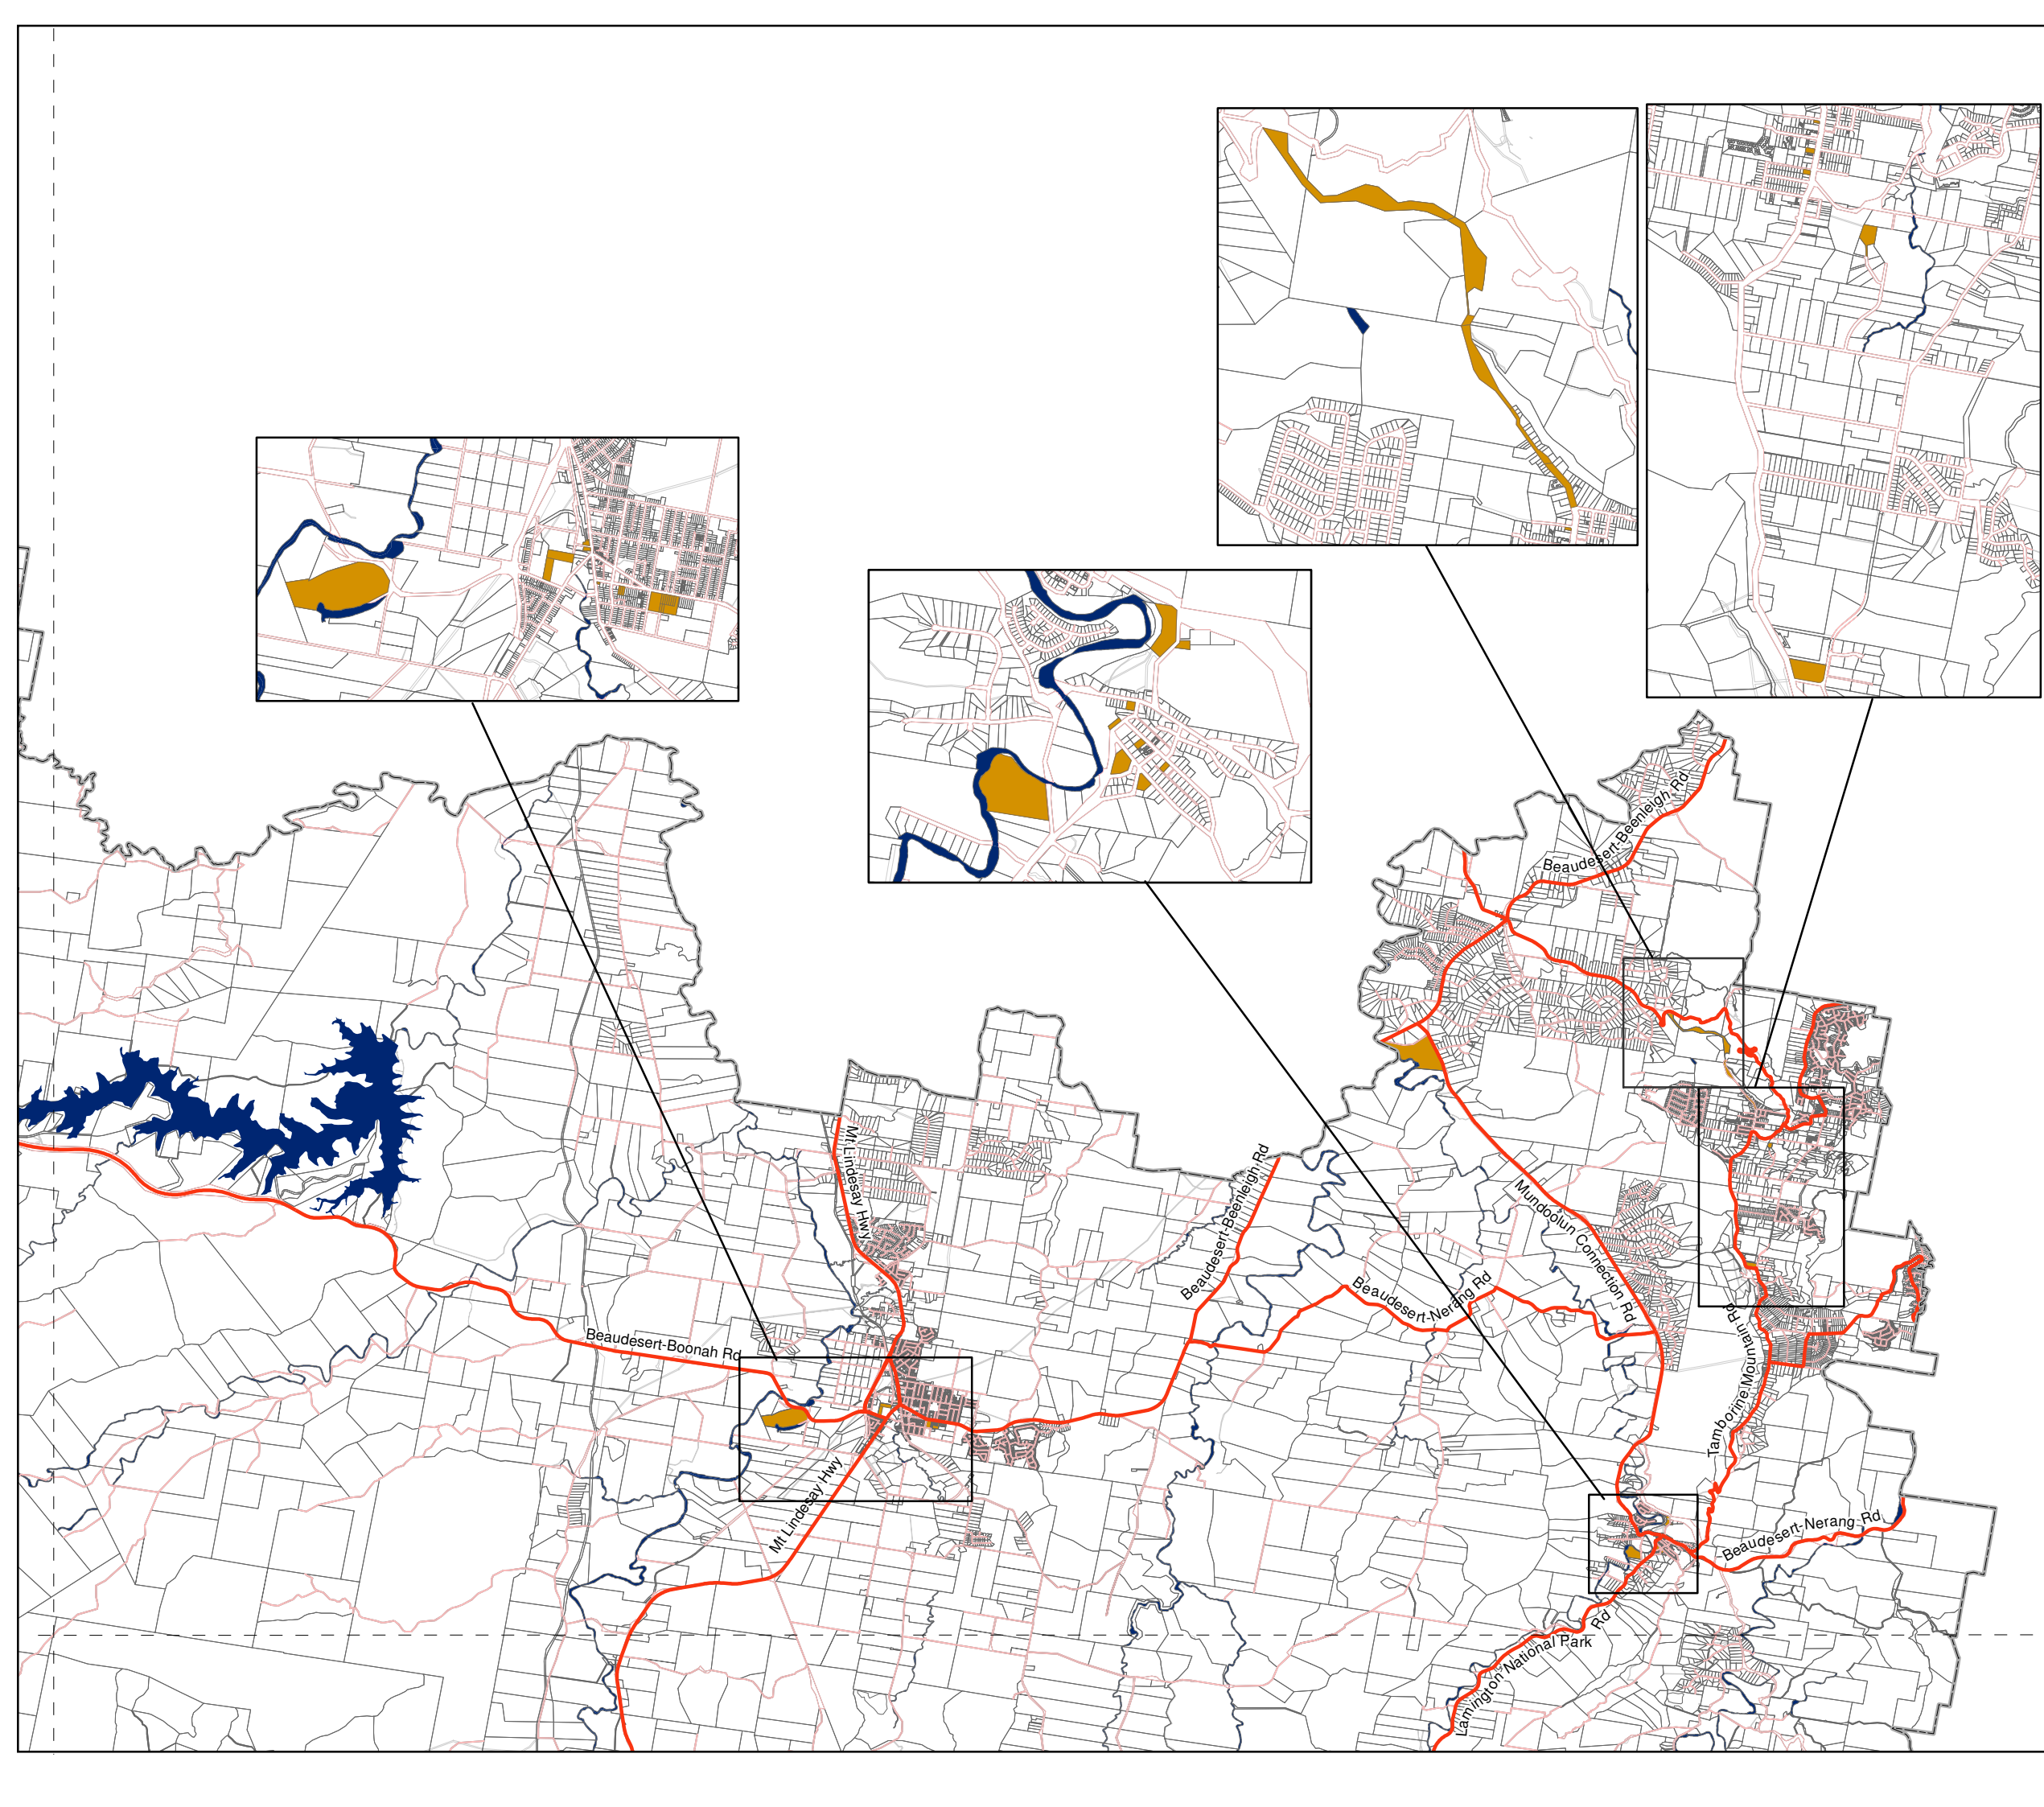 Beaudesert-Beenleigh Rd
Rd
Mt Lindesay Hwy
Beaudesert-Beenleigh Rd
Mundoolun Connection Rd
Beaudesert-Nerang Rd
Beaudesert-Boonah Rd
Tamborine Mountain Rd
Mt Lindesay Hwy
Beaudesert-Nerang Rd
Lamington National Park Rd